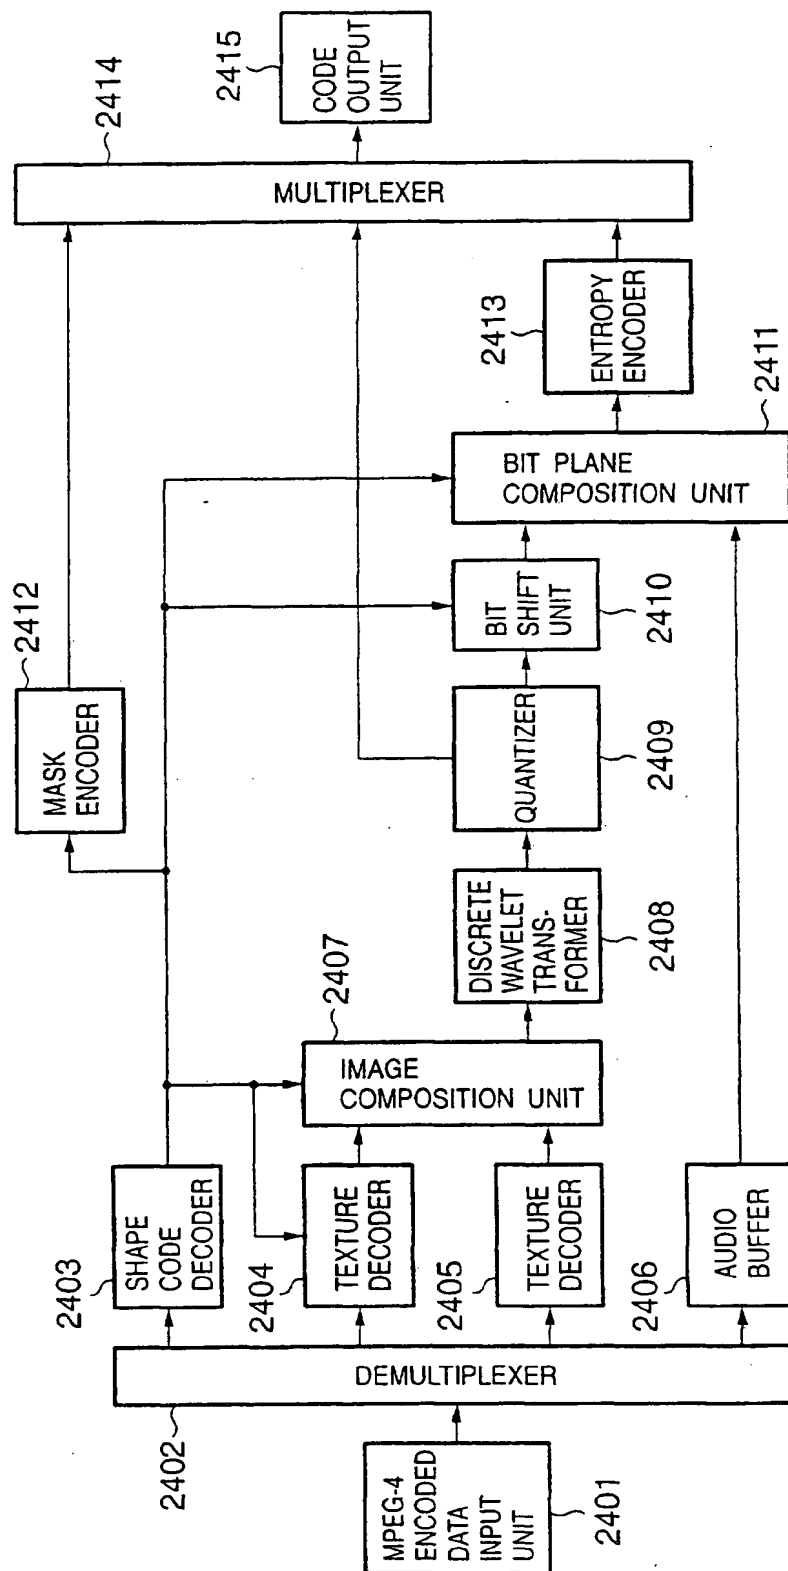 MPEG-4
ENCODED
DATA
INPUT
UNIT
2401
DEMULTIPLEXER
2402
SHAPE
CODE
DECODER
2403
TEXTURE
DECODER
2404
TEXTURE
DECODER
2405
AUDIO
BUFFER
2406
IMAGE
COMPOSITION UNIT
2407
DISCRETE
WAVELET
TRANS-
FORMER
2408
QUANTIZER
2409
BIT
SHIFT
UNIT
2410
BIT PLANE
COMPOSITION UNIT
2411
MASK
ENCODER
2412
ENTROPY
ENCODER
2413
MULTIPLEXER
2414
CODE
OUTPUT
UNIT
2415